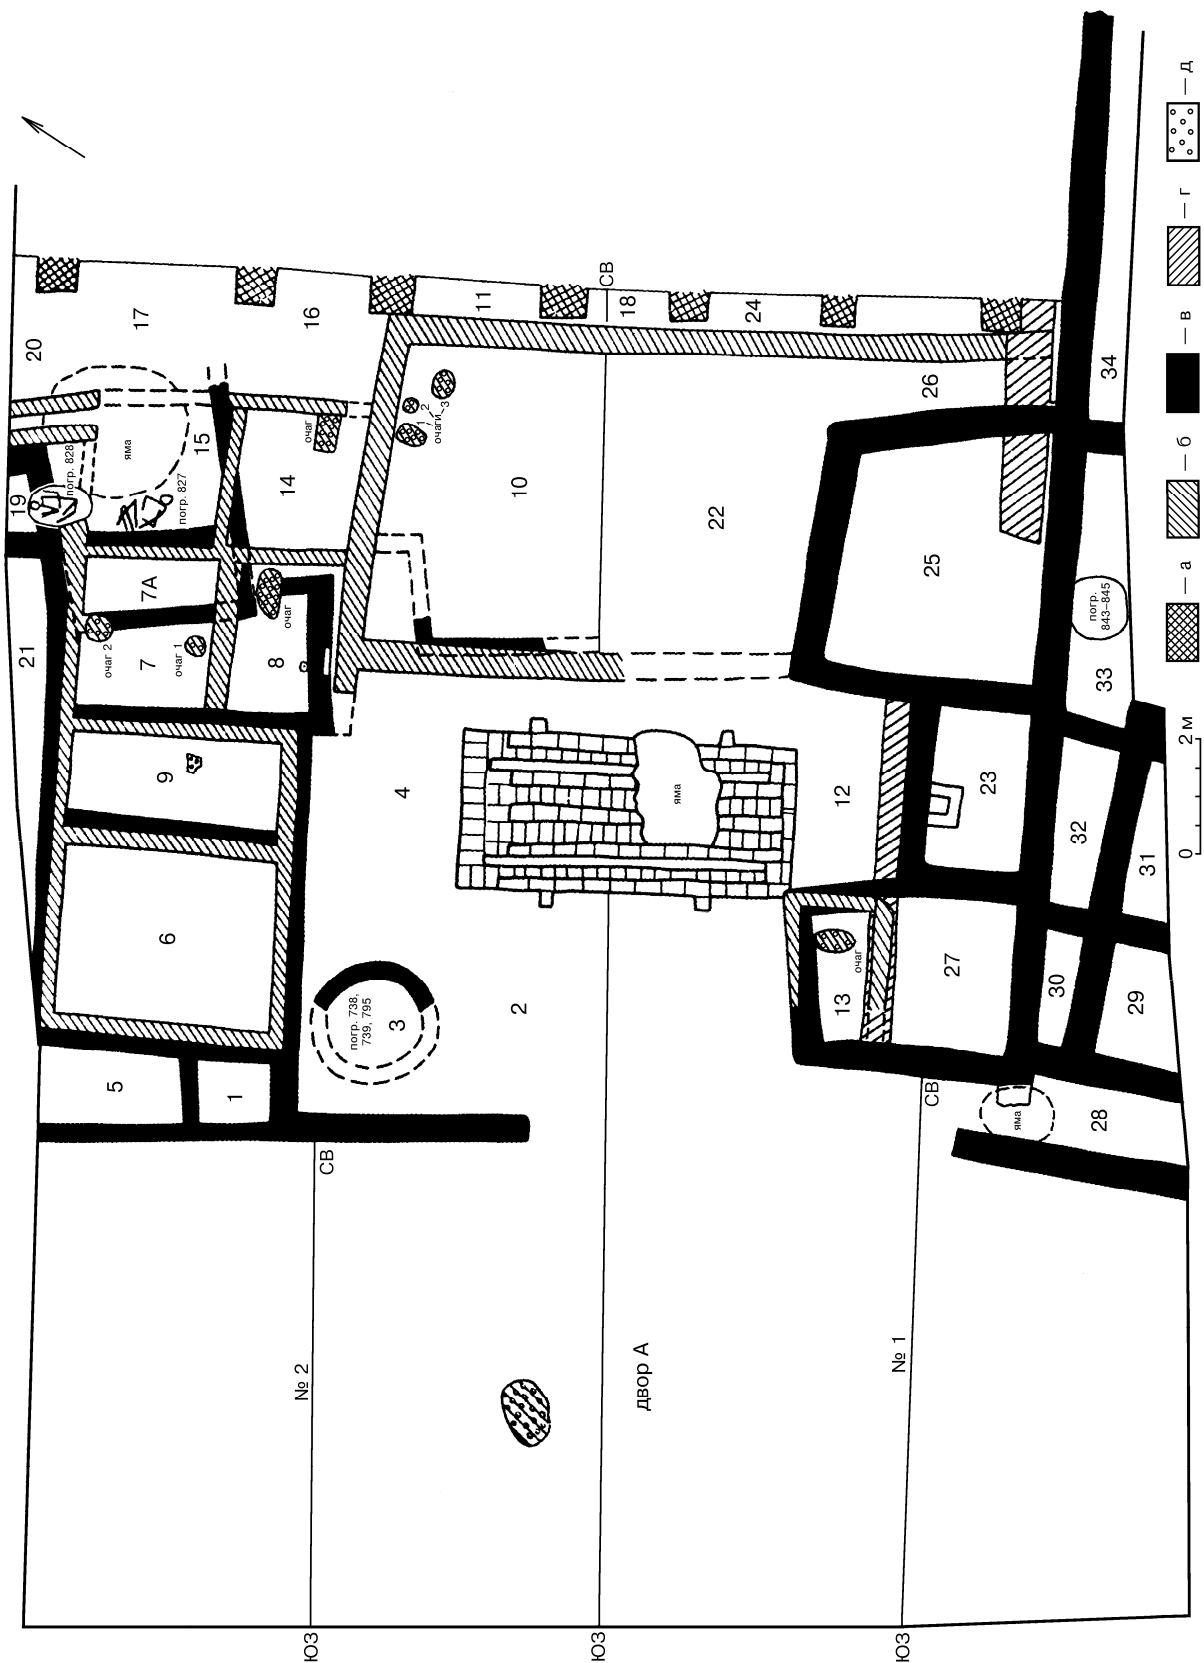 20
17
16
11
СВ
18
24
19
погр. 828
яма
15
погр. 827
очаг
14
1
2
3
очаги
10
22
26
34
25
погр.
843–845
21
7А
очаг 2
7
очаг 1
очаг
8
33
9
4
яма
12
23
32
31
6
погр. 738,
739, 795
3
2
13
очаг
27
30
29
5
1
СВ
СВ
яма
28
№ 2
двор А
№ 1
ЮЗ
ЮЗ
ЮЗ
0
2 м
— а
— б
— в
— г
— д